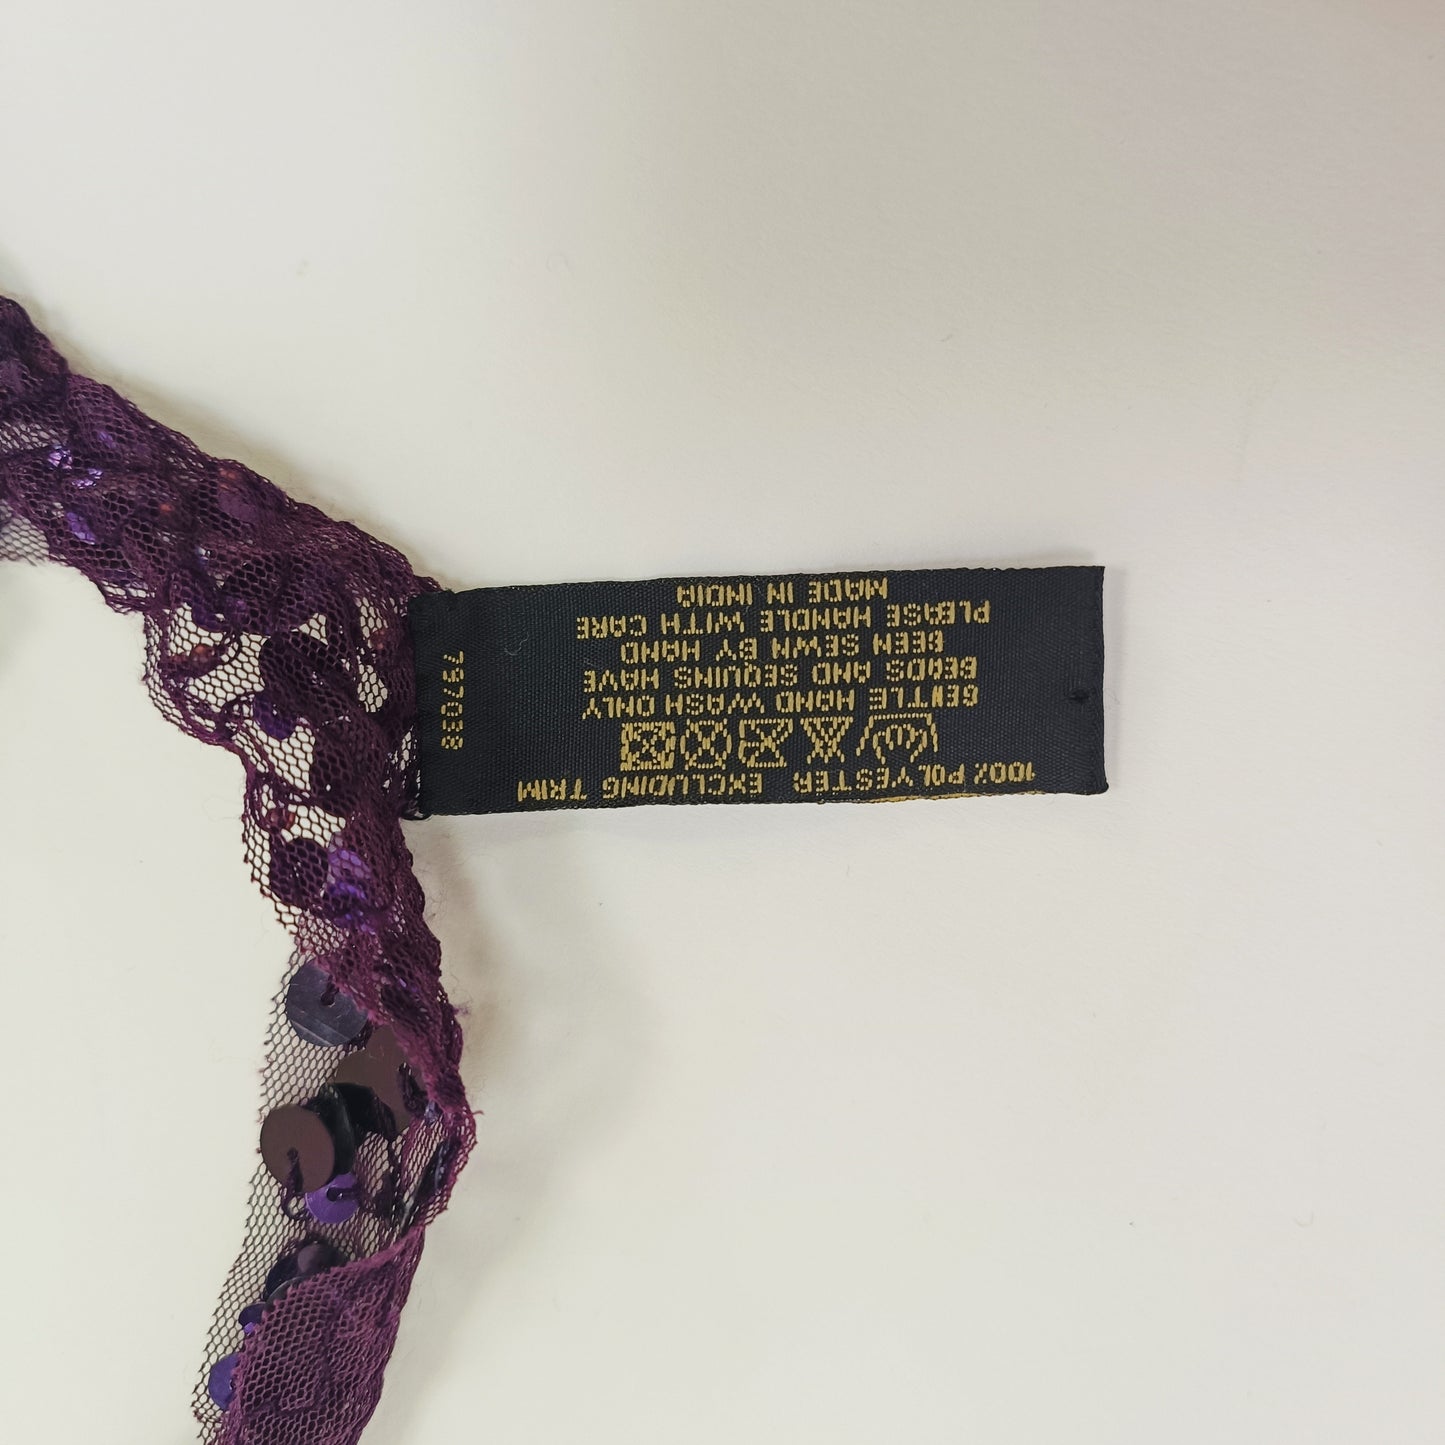 100% POLYESTER EXCLUDING TRIM
GENTLE HAND WASH ONLY
BEADS AND SEQUINS HAVE
BEEN SEWN BY HAND
PLEASE HANDLE WITH CARE
MADE IN INDIA
797038